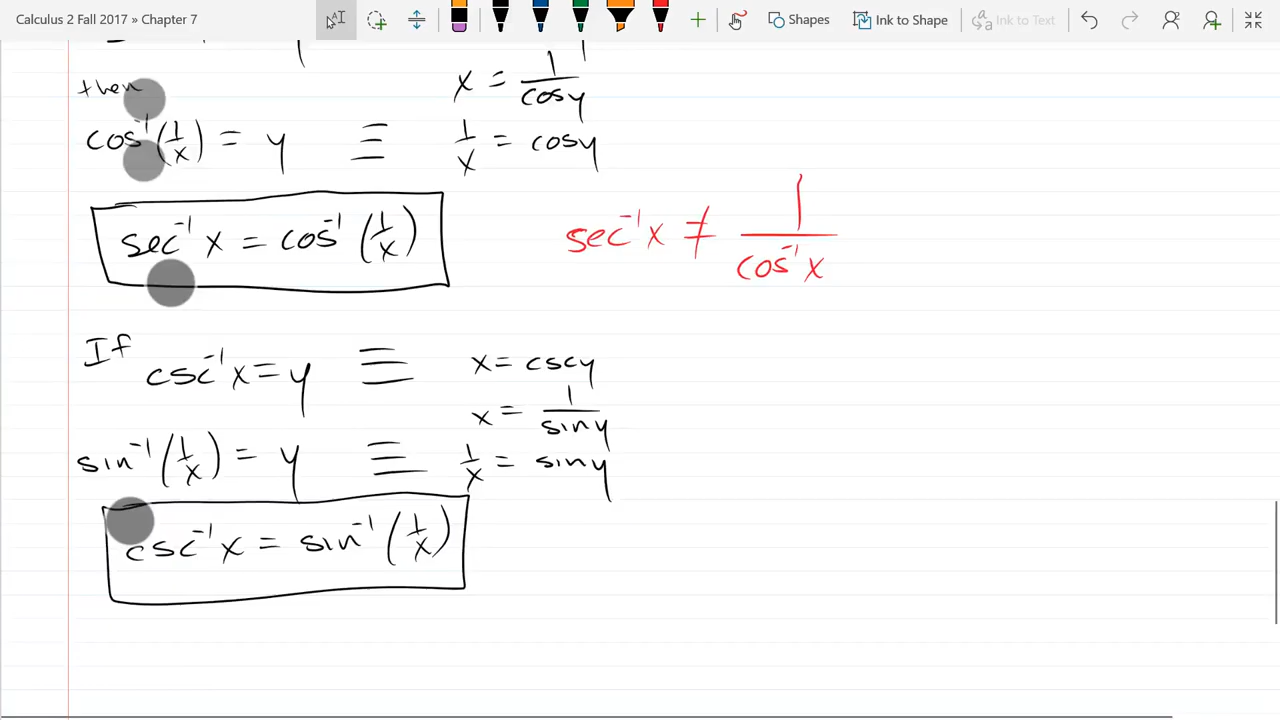 Calculus 2 Fall 2017 » Chapter 7
Shapes
Ink to Shape
Ink to Text
then
x = 1/cosy
cos⁻¹(1/x) = y ≡ 1/x = cosy
sec⁻¹ x = cos⁻¹(1/x)
sec⁻¹x ≠ 1/cos⁻¹x
If csc⁻¹x = y ≡ x = cscy
x = 1/siny
sin⁻¹(1/x) = y ≡ 1/x = siny
csc⁻¹x = sin⁻¹(1/x)